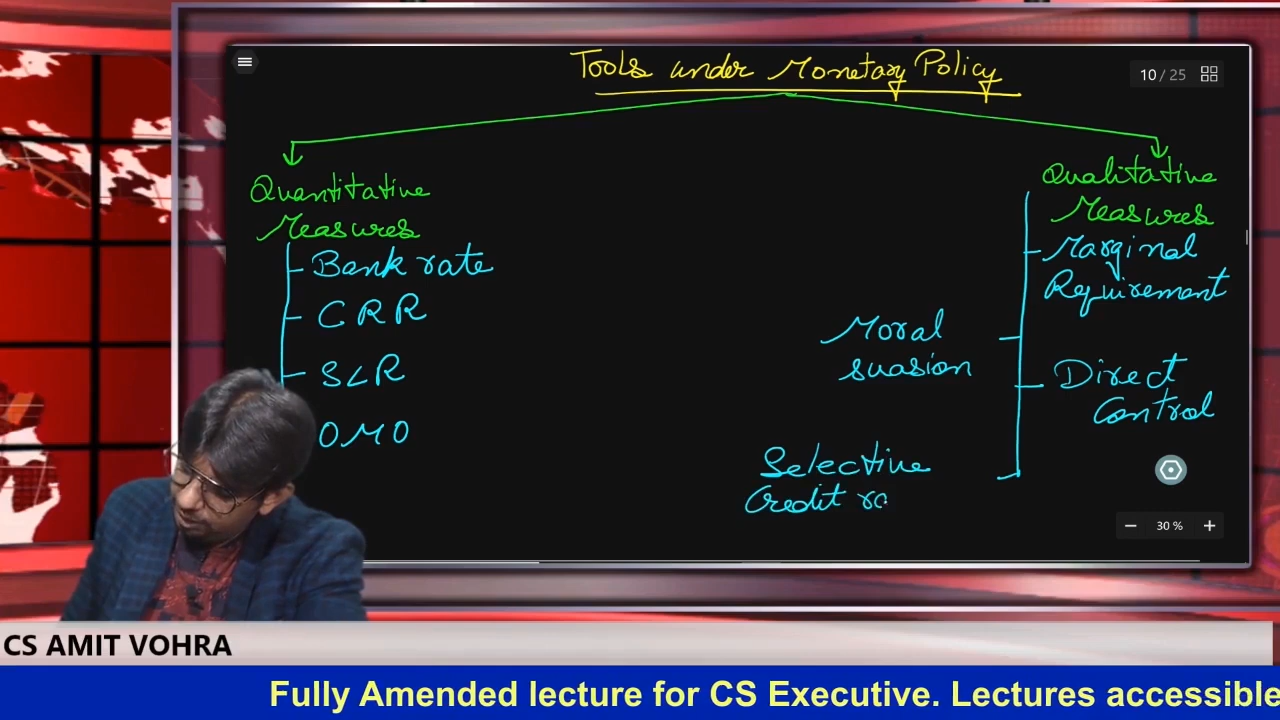 Tools under Monetary Policy
10 / 25
Quantitative
Measures
Bank rate
CRR
SLR
OMO
Qualitative
Measures
Marginal
Requirement
Moral
suasion
Direct
Control
Selective
Credit
30 %
CS AMIT VOHRA
Fully Amended lecture for CS Executive. Lectures accessible